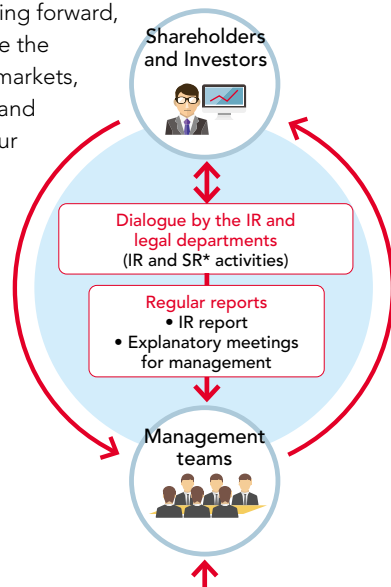 ing forward,
e the
markets,
and
ur
Shareholders
and Investors
Dialogue by the IR and
legal departments
(IR and SR* activities)
Regular reports
• IR report
• Explanatory meetings
for management
Management
teams